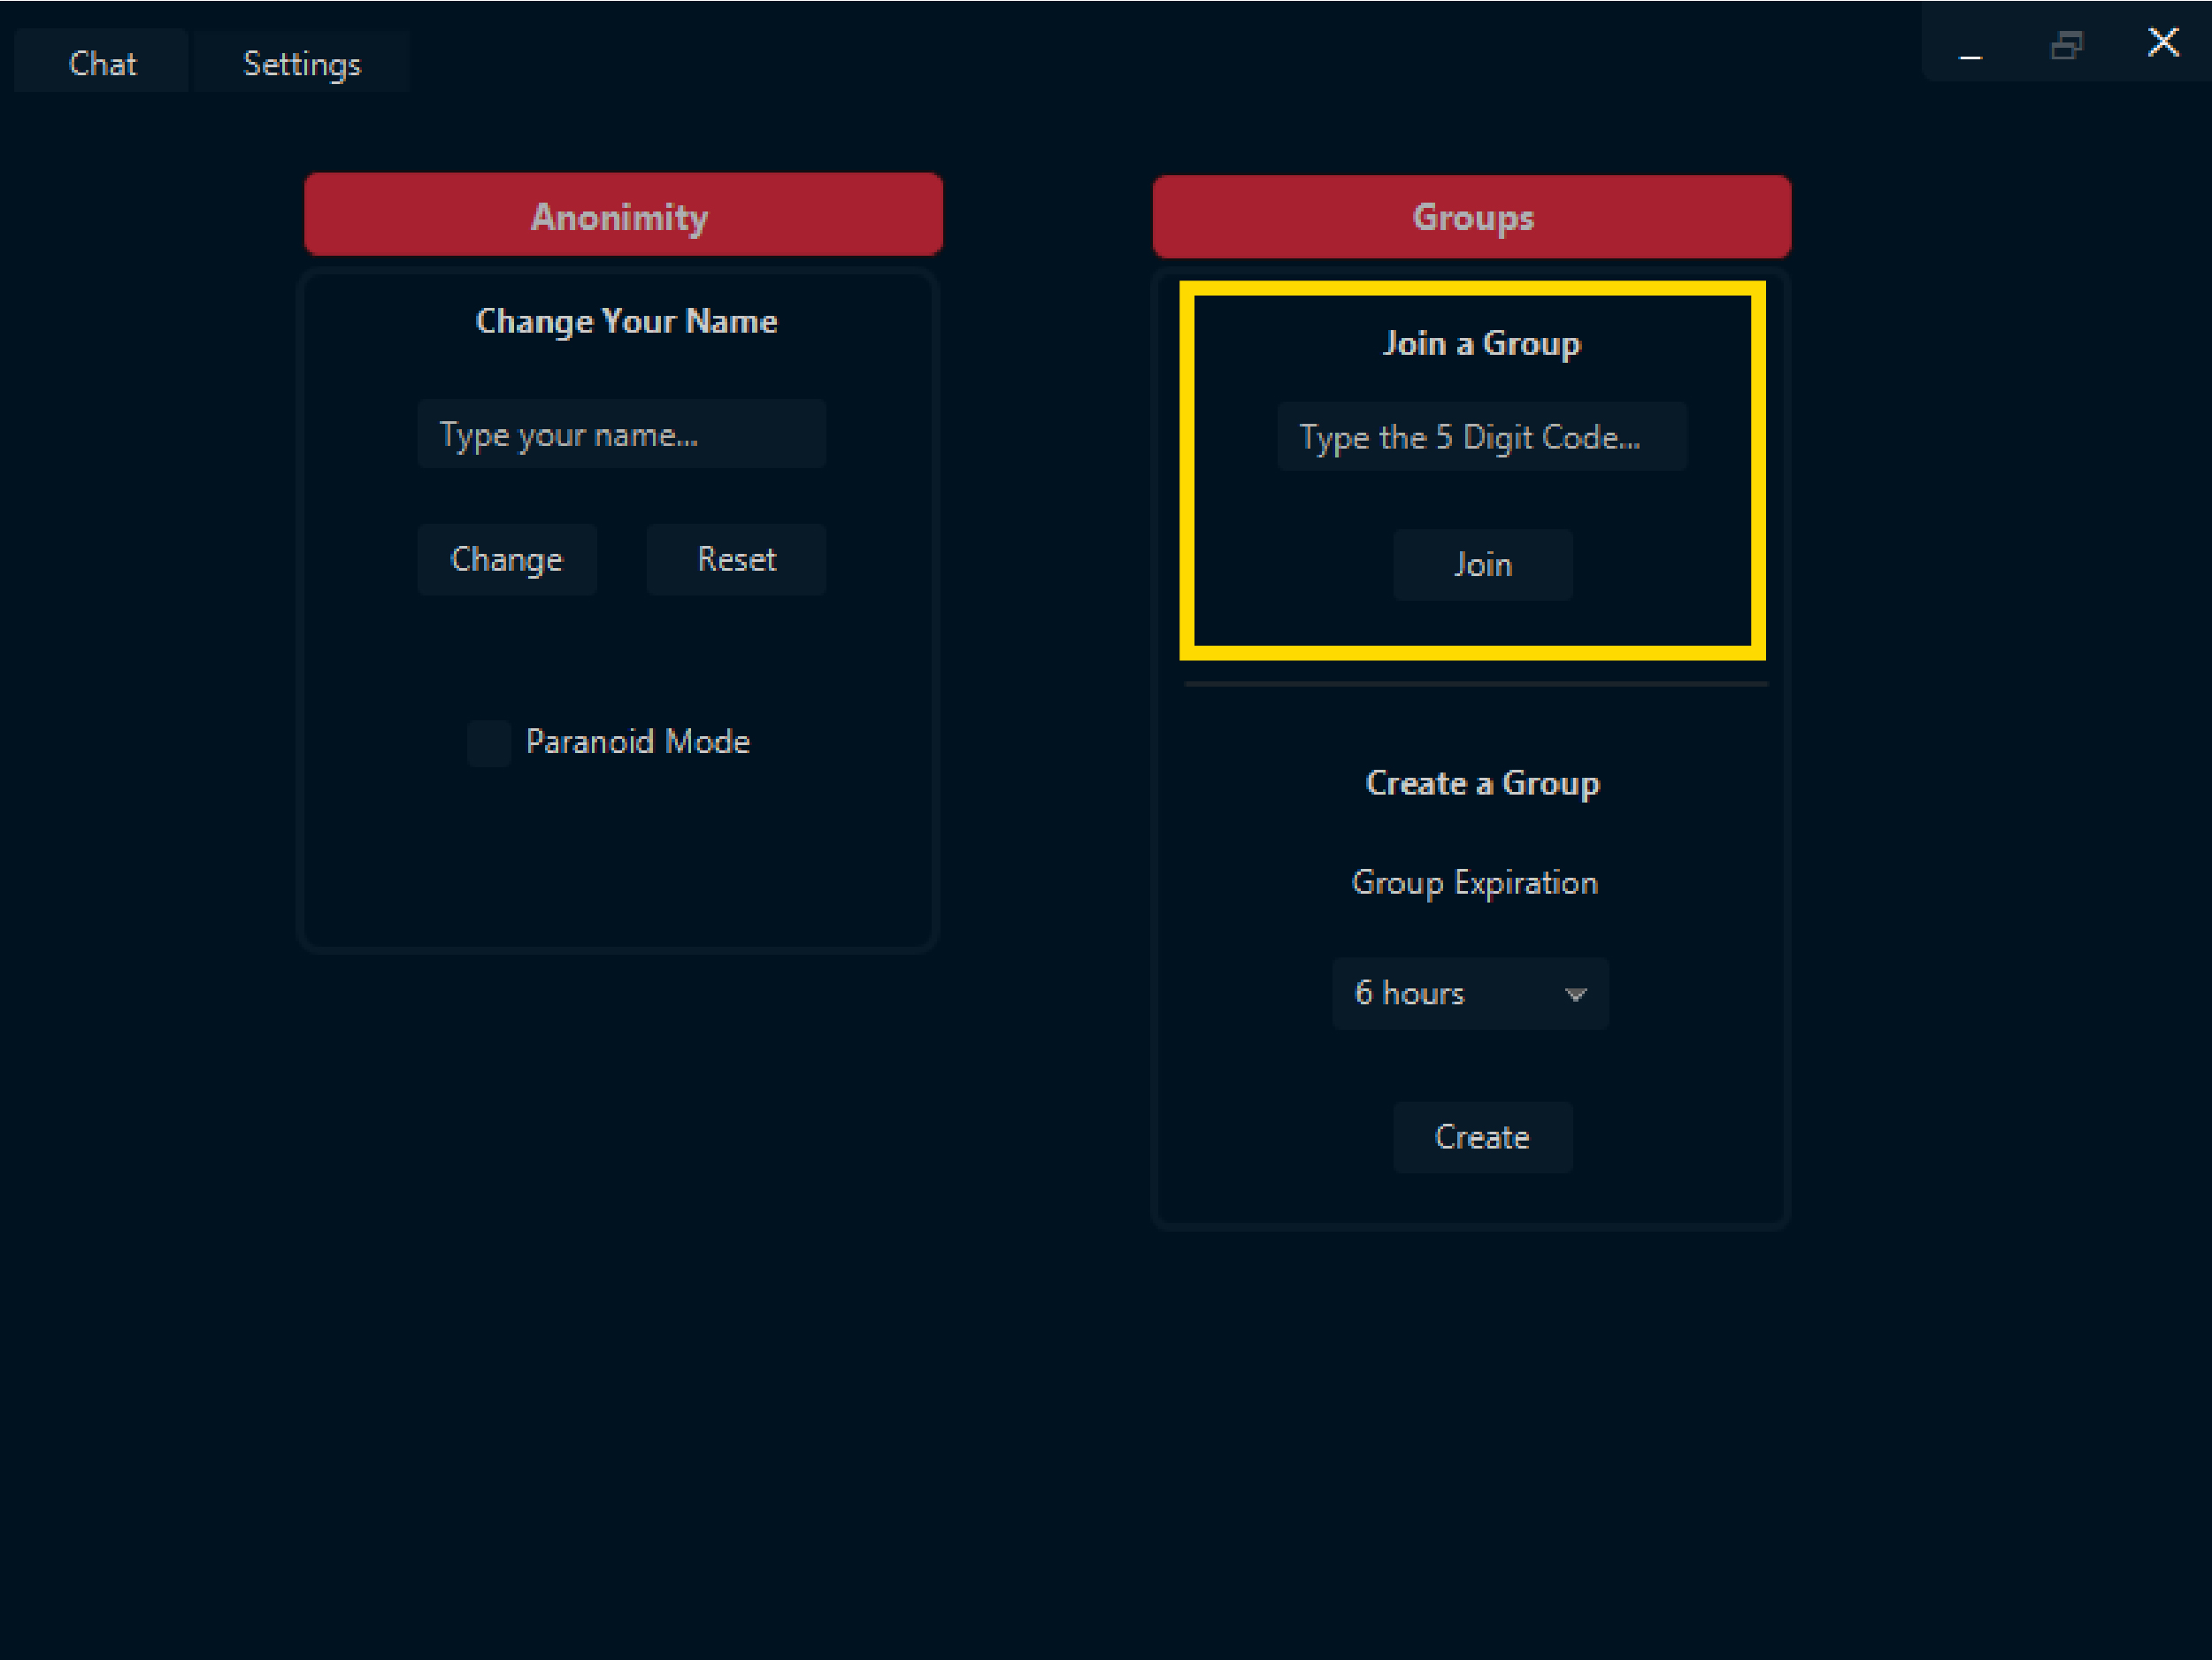 Chat
Settings
Anonimity
Change Your Name
Type your name...
Change
Reset
Paranoid Mode
Groups
Join a Group
Type the 5 Digit Code...
Join
Create a Group
Group Expiration
6 hours
Create